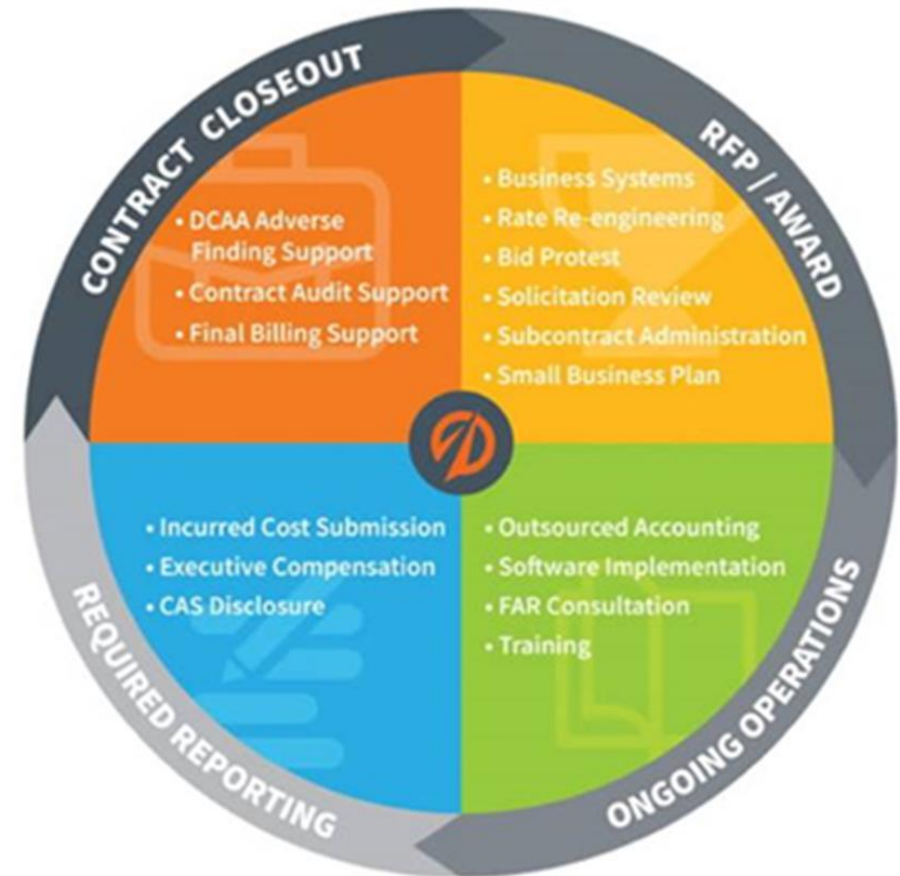 CONTRACT CLOSEOUT
• DCAA Adverse
Finding Support
• Contract Audit Support
• Final Billing Support
RFP / AWARD
• Business Systems
• Rate Re-engineering
• Bid Protest
• Solicitation Review
• Subcontract Administration
• Small Business Plan
REQUIRED REPORTING
• Incurred Cost Submission
• Executive Compensation
• CAS Disclosure
ONGOING OPERATIONS
• Outsourced Accounting
• Software Implementation
• FAR Consultation
• Training